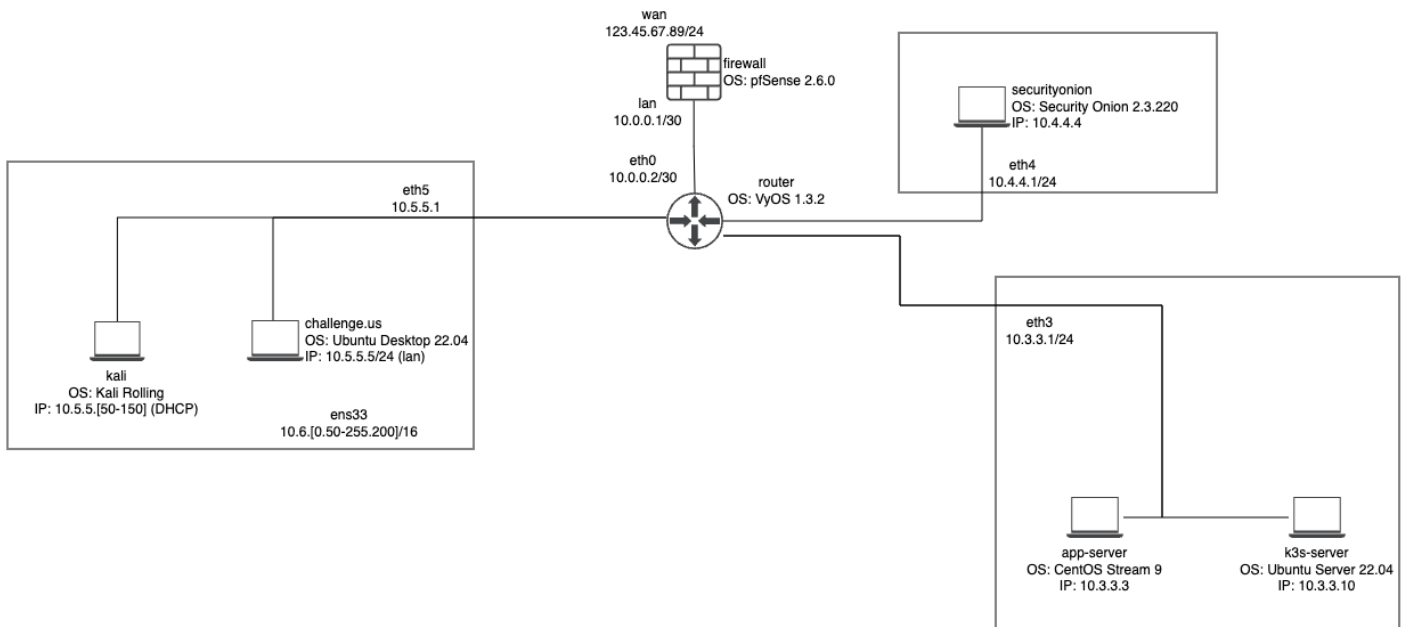 wan
123.45.67.89/24
firewall
OS: pfSense 2.6.0
lan
10.0.0.1/30
securityonion
OS: Security Onion 2.3.220
IP: 10.4.4.4
eth0
10.0.0.2/30
router
OS: VyOS 1.3.2
eth4
10.4.4.1/24
eth5
10.5.5.1
challenge.us
OS: Ubuntu Desktop 22.04
IP: 10.5.5.5/24 (lan)
kali
OS: Kali Rolling
IP: 10.5.5.[50-150] (DHCP)
ens33
10.6.[0.50-255.200]/16
eth3
10.3.3.1/24
app-server
OS: CentOS Stream 9
IP: 10.3.3.3
k3s-server
OS: Ubuntu Server 22.04
IP: 10.3.3.10